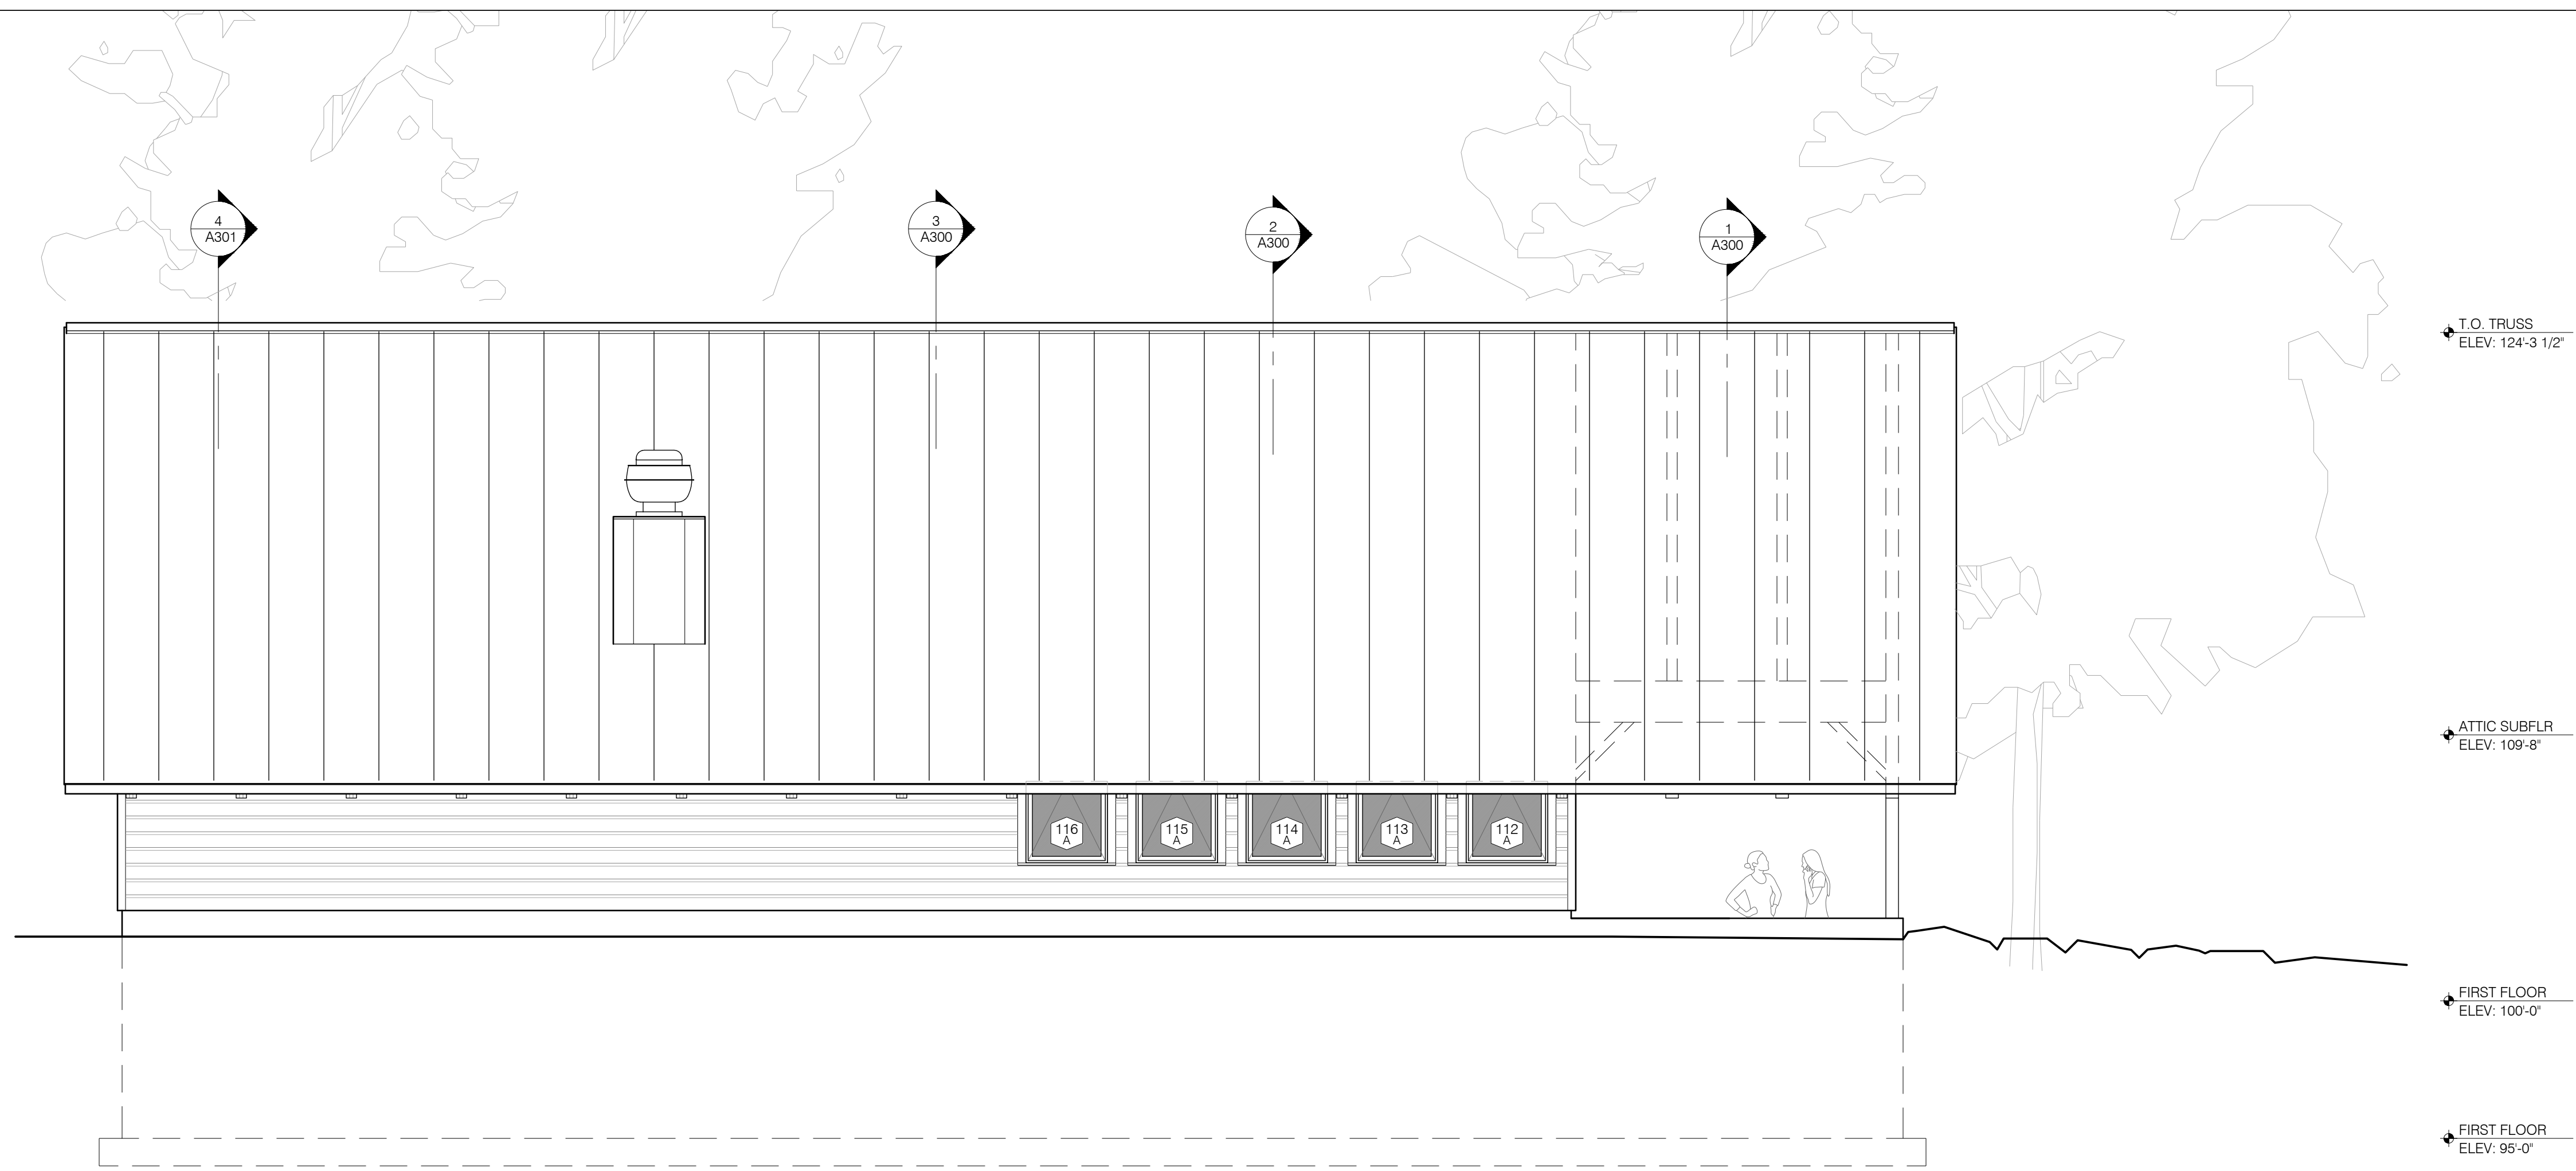 4
A301
3
A300
2
A300
1
A300
T.O. TRUSS
ELEV: 124'-3 1/2"
ATTIC SUBFLR
ELEV: 109'-8"
116
A
115
A
114
A
113
A
112
A
FIRST FLOOR
ELEV: 100'-0"
FIRST FLOOR
ELEV: 95'-0"